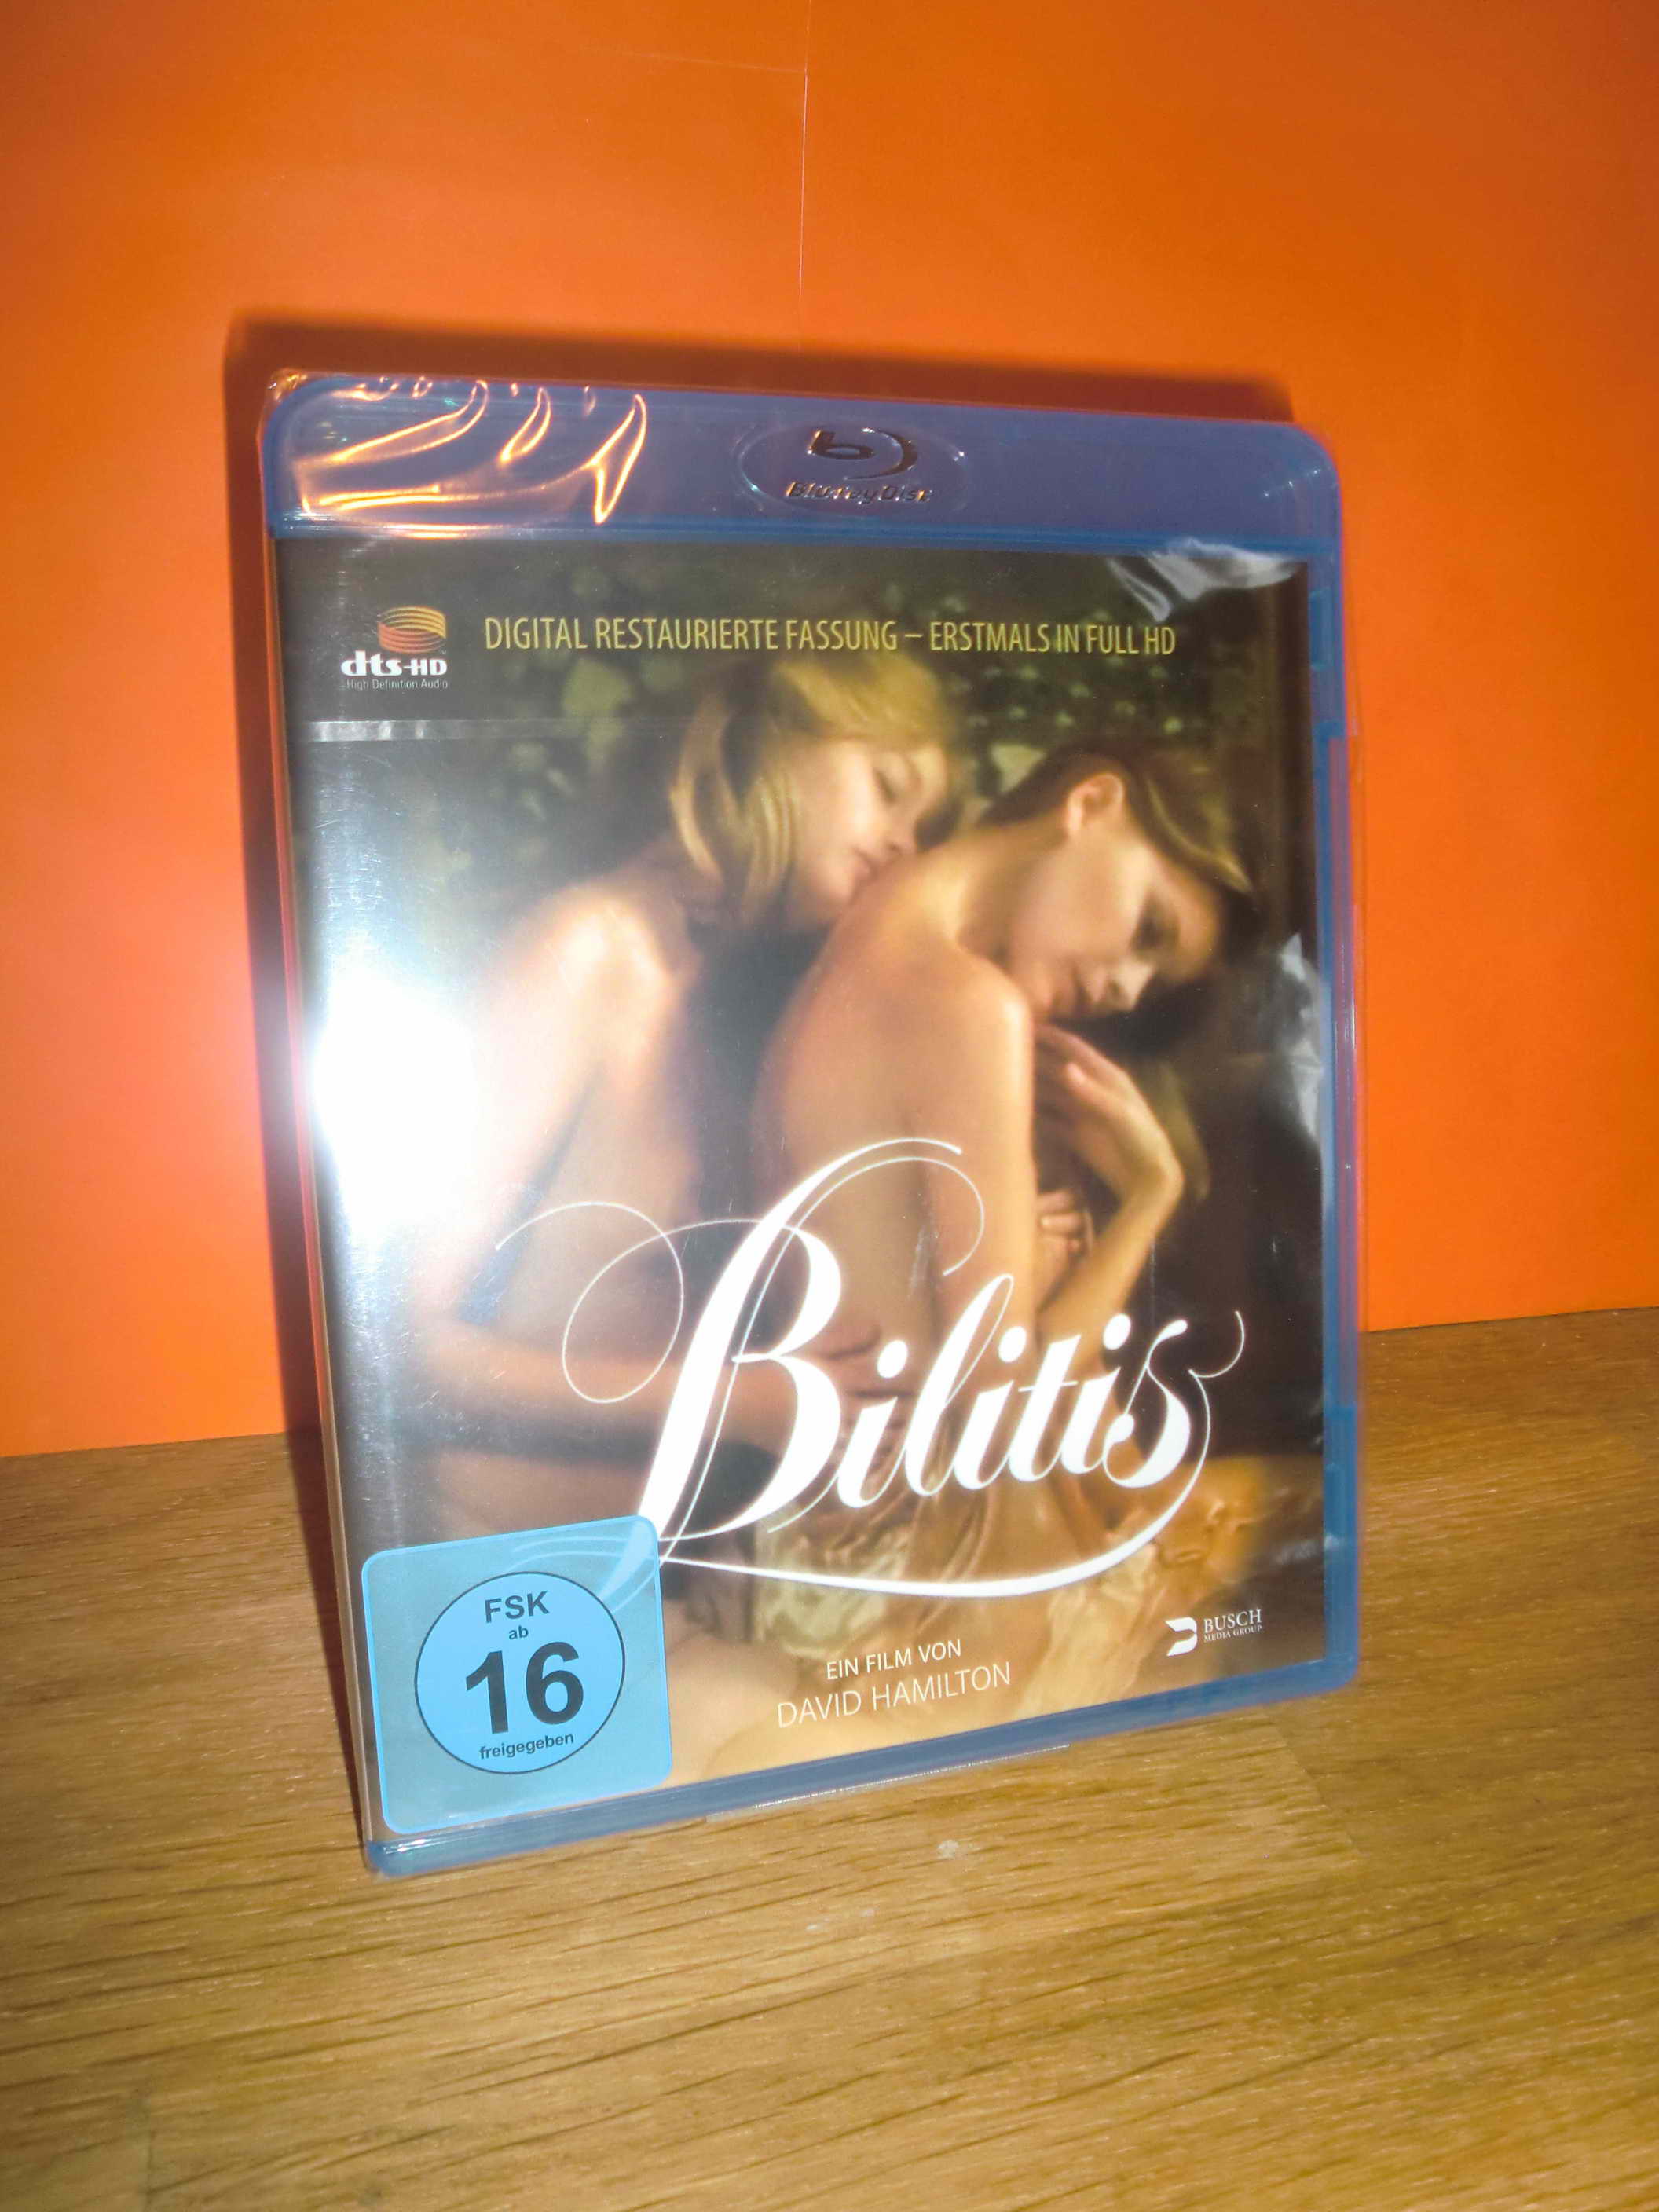 Blu-ray Disc
dts-HD
High Definition Audio
DIGITAL RESTAURIERTE FASSUNG – ERSTMALS IN FULL HD
Bilitis
FSK
ab
16
freigegeben
EIN FILM VON
DAVID HAMILTON
BUSCH
MEDIA GROUP